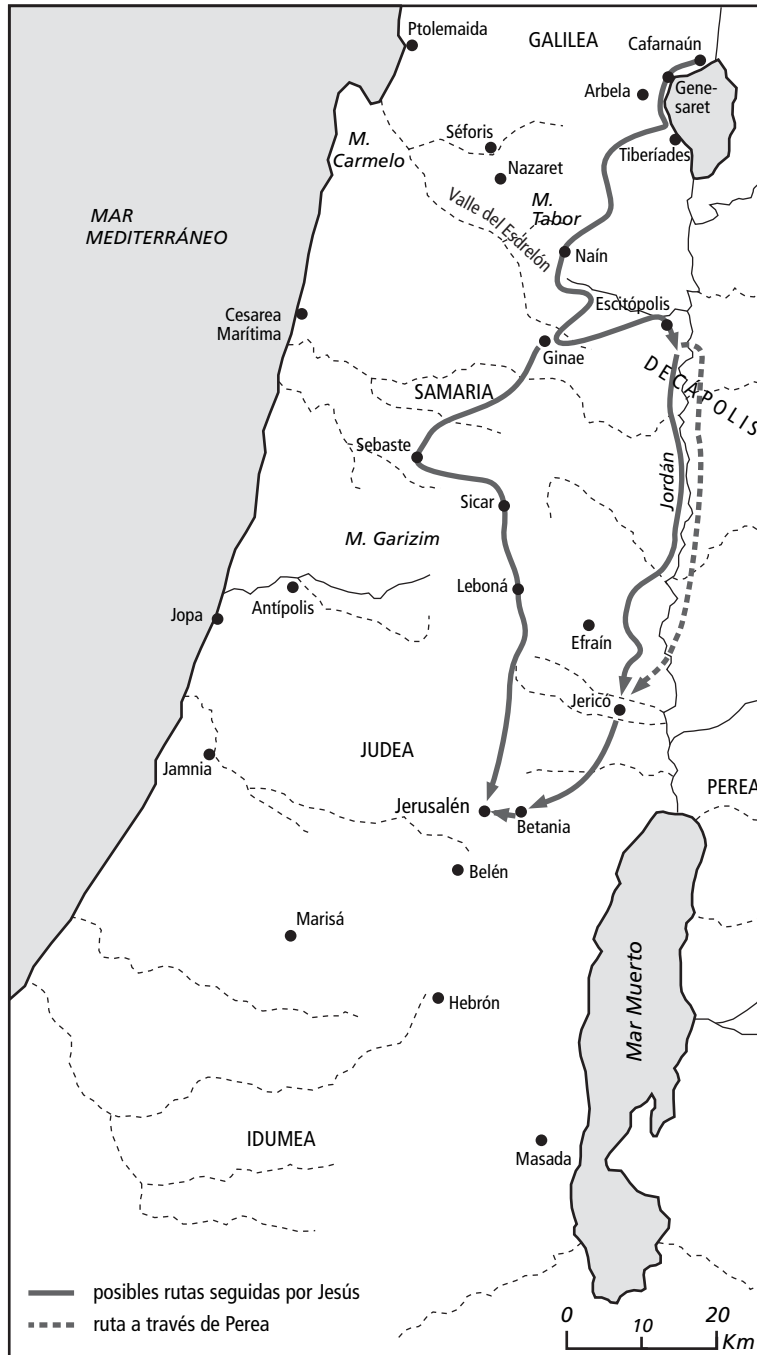 Ptolemaida
GALILEA
Cafarnaún
Arbela
Gene-
saret
M.
Carmelo
Séforis
Tiberíades
Nazaret
M.
Tabor
MAR
MEDITERRÁNEO
Valle del Esdrelón
Naín
Cesarea
Marítima
Escitópolis
Ginae
DECÁPOLIS
SAMARIA
Sebaste
Jordán
Sicar
M. Garizim
Leboná
Antípolis
Jopa
Efraín
Jericó
JUDEA
Jamnia
PEREA
Jerusalén
Betania
Belén
Marisá
Hebrón
Mar Muerto
IDUMEA
Masada
posibles rutas seguidas por Jesús
ruta a través de Perea
0 10 20
Km